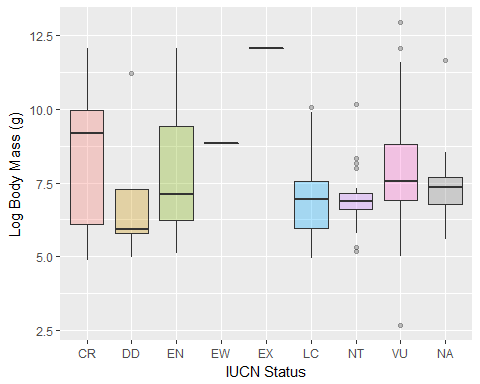 Log Body Mass (g)
12.5
10.0
7.5
5.0
2.5
CR DD EN EW EX LC NT VU NA
IUCN Status